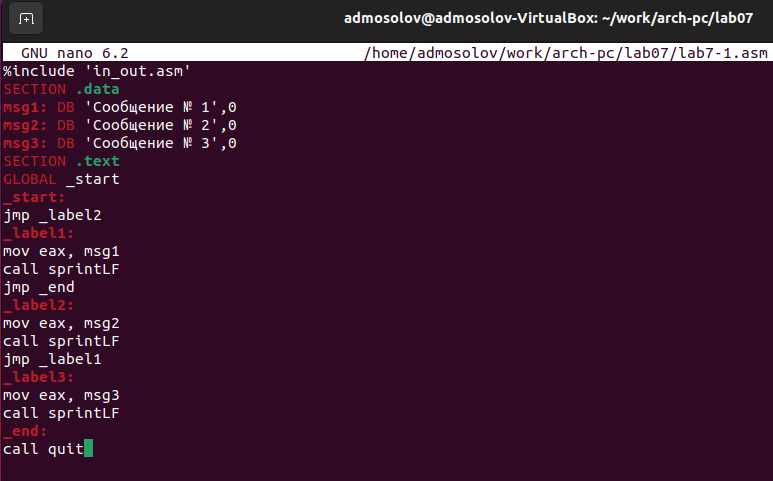 admosolov@admosolov-VirtualBox: ~/work/arch-pc/lab07
GNU nano 6.2 /home/admosolov/work/arch-pc/lab07/lab7-1.asm
%include 'in_out.asm'
SECTION .data
msg1: DB 'Сообщение № 1',0
msg2: DB 'Сообщение № 2',0
msg3: DB 'Сообщение № 3',0
SECTION .text
GLOBAL _start
_start:
jmp _label2
_label1:
mov eax, msg1
call sprintLF
jmp _end
_label2:
mov eax, msg2
call sprintLF
jmp _label1
_label3:
mov eax, msg3
call sprintLF
_end:
call quit